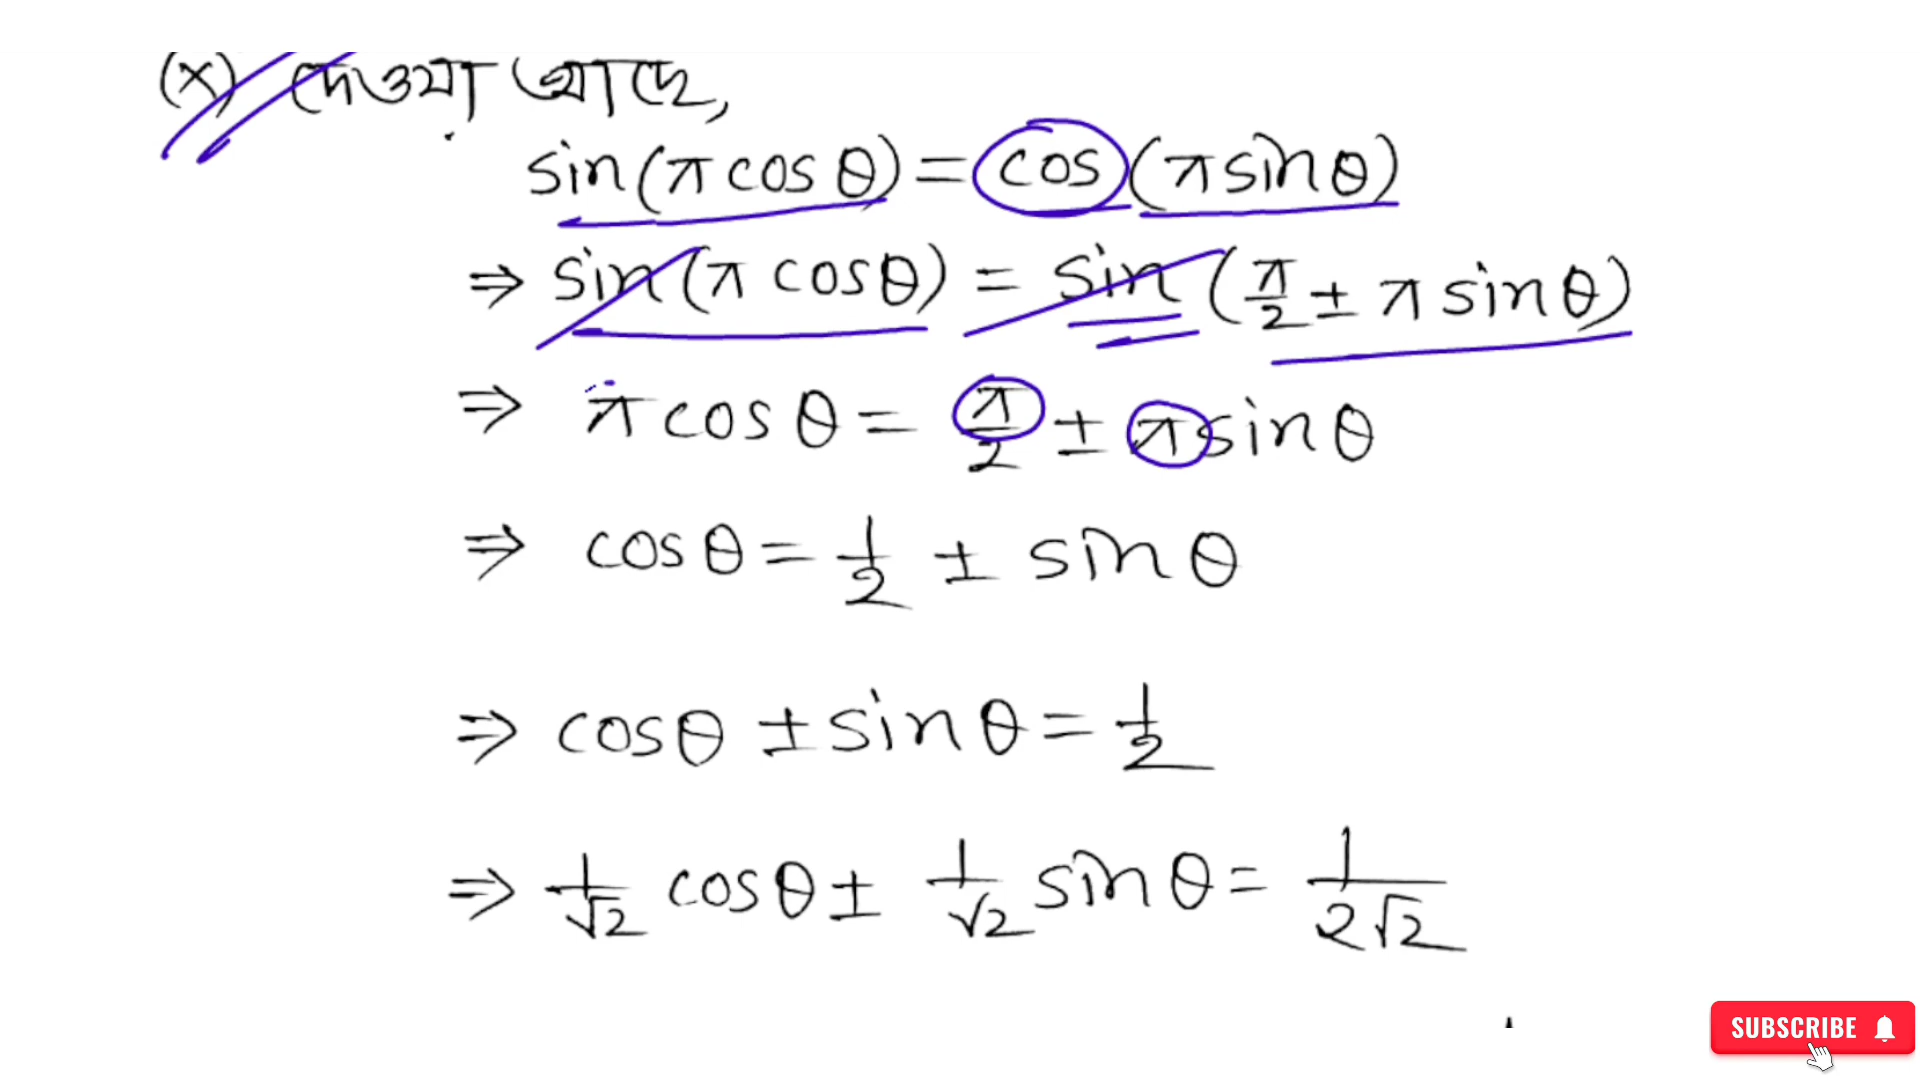 (x) দেওয়া আছে,
sin(π cos θ) = cos (π sin θ)
⇒ sin (π cos θ) = sin (π/2 ± π sin θ)
⇒ π cos θ = π/2 ± π sin θ
⇒ cos θ = 1/2 ± sin θ
⇒ cos θ ± sin θ = 1/2
⇒ 1/√2 cos θ ± 1/√2 sin θ = 1/2√2
SUBSCRIBE